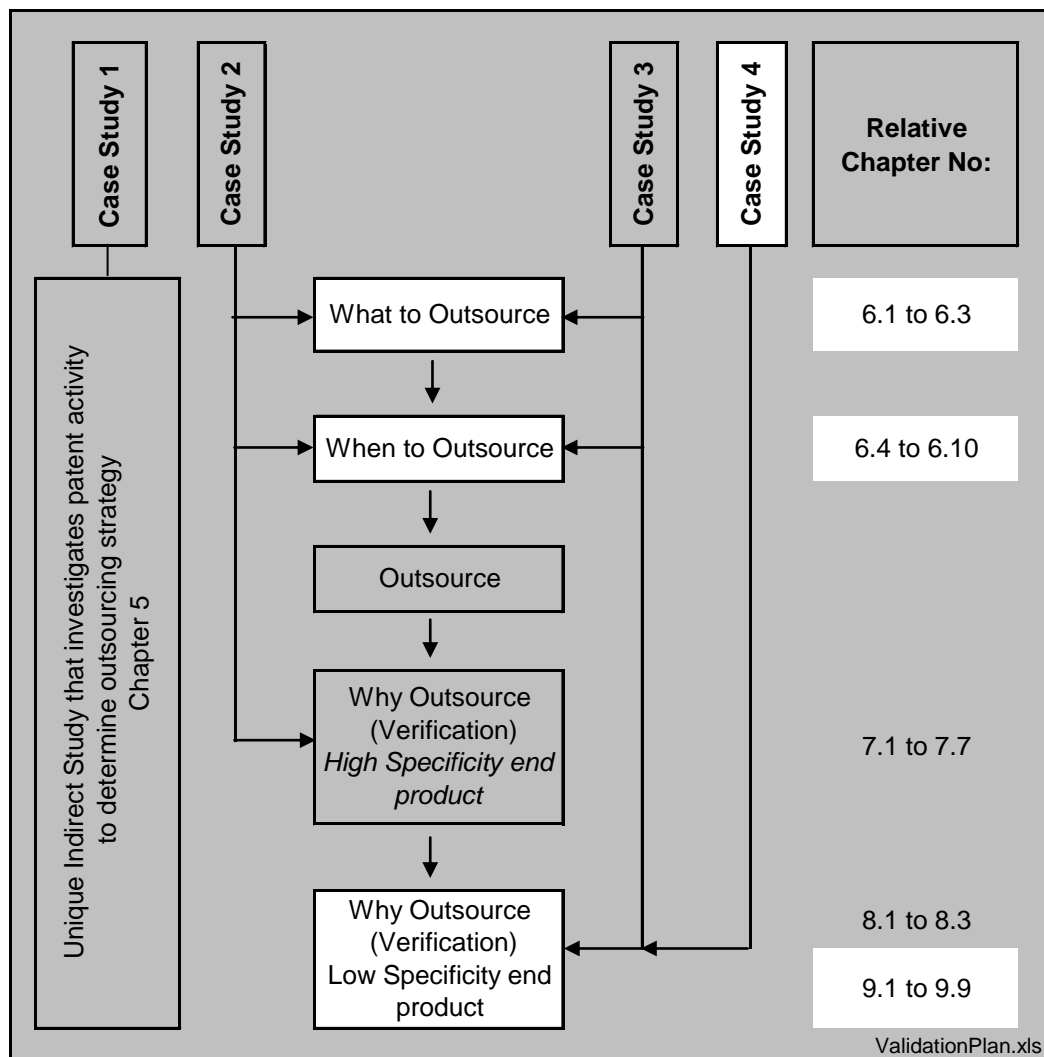 Case Study 1
Case Study 2
Case Study 3
Case Study 4
Relative
Chapter No:
Unique Indirect Study that investigates patent activity
to determine outsourcing strategy
Chapter 5
What to Outsource
6.1 to 6.3
When to Outsource
6.4 to 6.10
Outsource
Why Outsource
(Verification)
High Specificity end
product
7.1 to 7.7
Why Outsource
(Verification)
Low Specificity end
product
8.1 to 8.3
9.1 to 9.9
ValidationPlan.xls